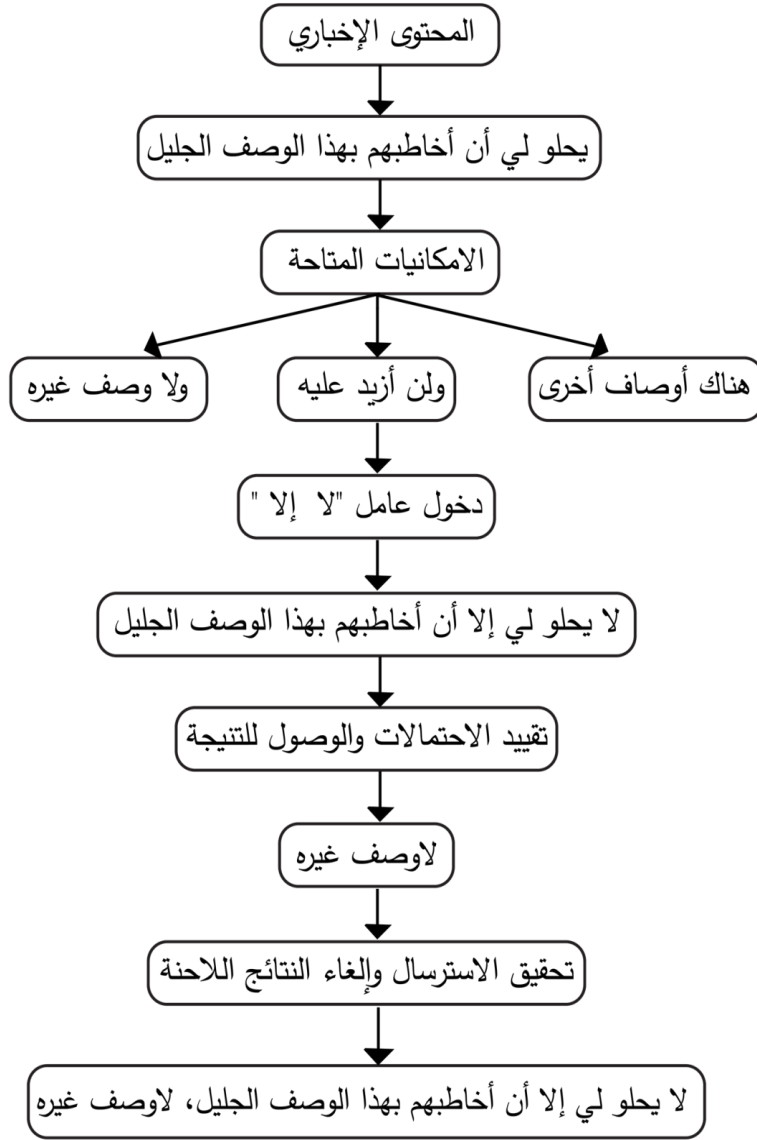 المحتوى الإخباري
يحلو لي أن أخاطبهم بهذا الوصف الجليل
الامكانيات المتاحة
هناك أوصاف أخرى
ولن أزيد عليه
ولا وصف غيره
دخول عامل "لا إلا "
لا يحلو لي إلا أن أخاطبهم بهذا الوصف الجليل
تقييد الاحتمالات والوصول للتنيجة
لاوصف غيره
تحقيق الاسترسال وإلغاء النتائج اللاحنة
لا يحلو لي إلا أن أخاطبهم بهذا الوصف الجليل، لاوصف غيره